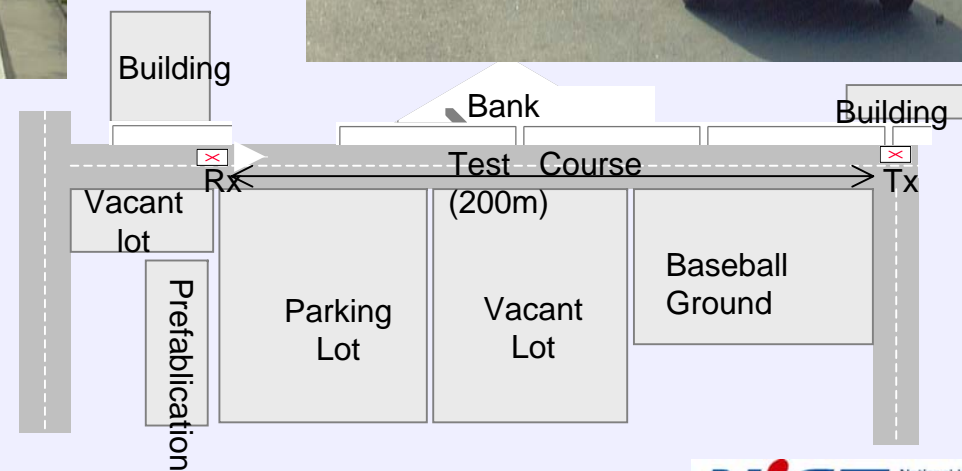 Building
Bank
Building
Test Course
(200m)
Rx
Tx
Vacant
lot
Prefablication
Parking
Lot
Vacant
Lot
Baseball
Ground